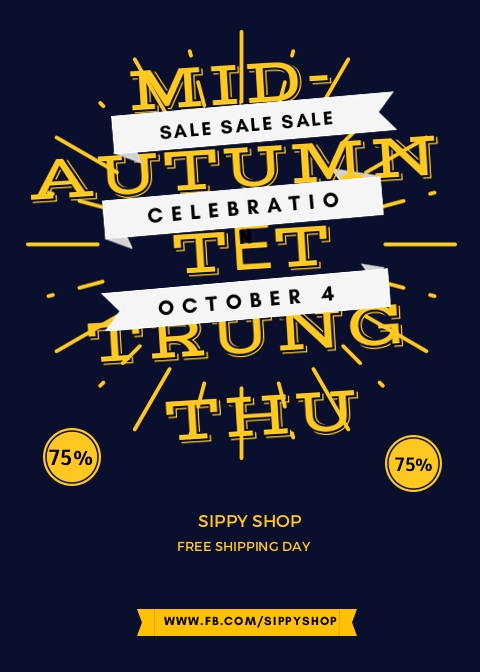 MID-
SALE SALE SALE
AUTUMN
CELEBRATIO
TET
OCTOBER 4
TRUNG
THU
75%
75%
SIPPY SHOP
FREE SHIPPING DAY
WWW.FB.COM/SIPPYSHOP